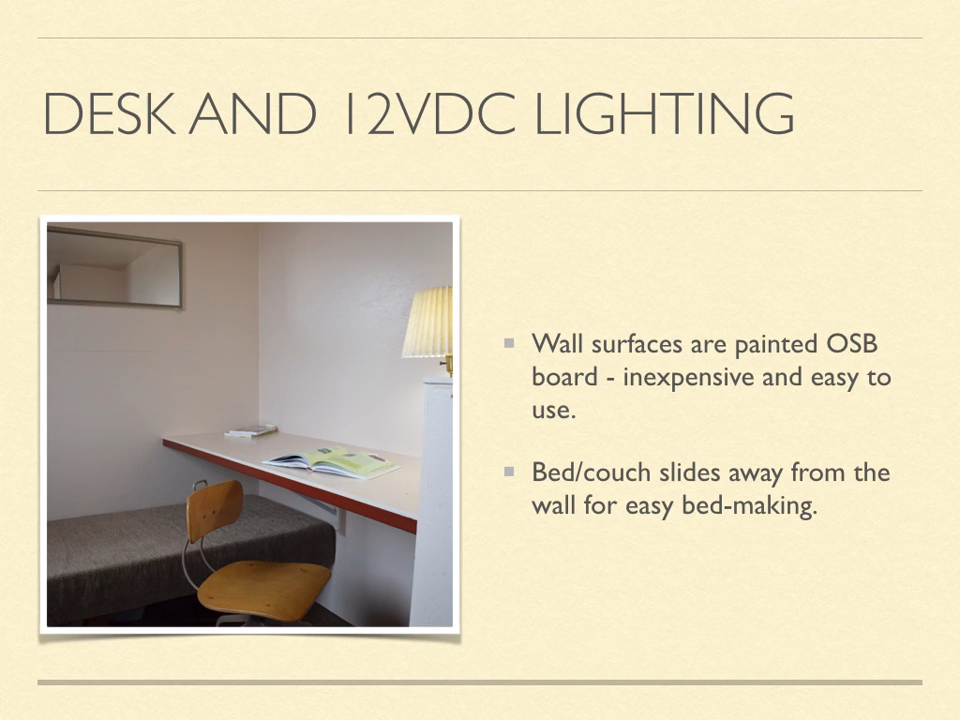 DESK AND 12VDC LIGHTING
Wall surfaces are painted OSB
board - inexpensive and easy to
use.
Bed/couch slides away from the
wall for easy bed-making.